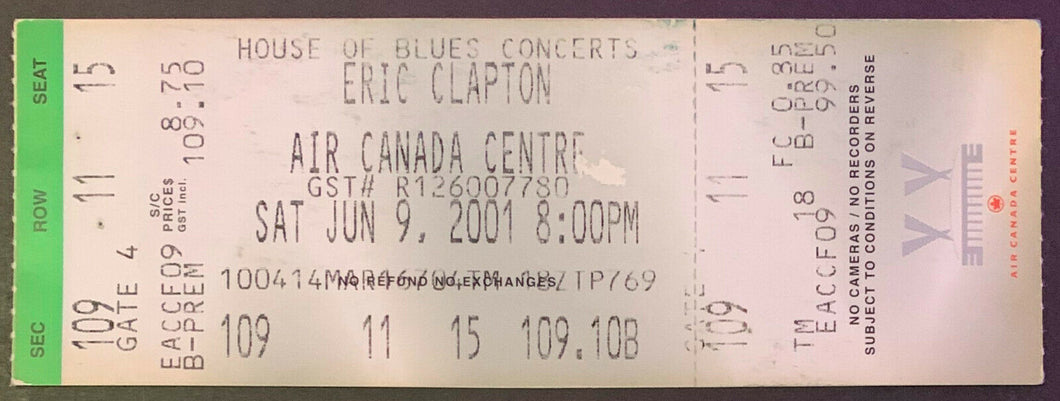 SEAT 15
ROW 11
SEC 109
GATE 4
S/C 8.75
PRICE$ 109.10
GST Incl.
EACCF09
B-PREM
HOUSE OF BLUES CONCERTS
ERIC CLAPTON
AIR CANADA CENTRE
GST# R126007780
SAT JUN 9, 2001 8:00PM
NO REFUND NO EXCHANGES
109 11 15 109.10B
15
11
109
FC 0.85
B-PREM
99.50
TM 18
EACCF09
NO CAMERAS / NO RECORDERS
SUBJECT TO CONDITIONS ON REVERSE
AIR CANADA CENTRE